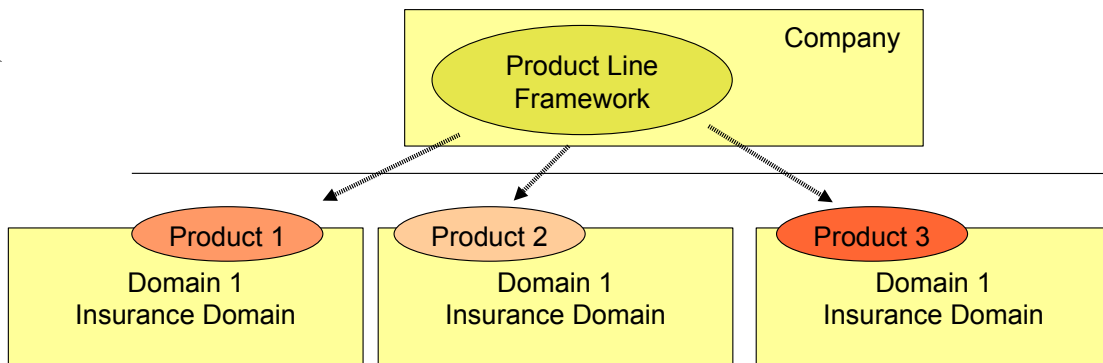 Company
Product Line
Framework
Product 1
Product 2
Product 3
Domain 1
Insurance Domain
Domain 1
Insurance Domain
Domain 1
Insurance Domain